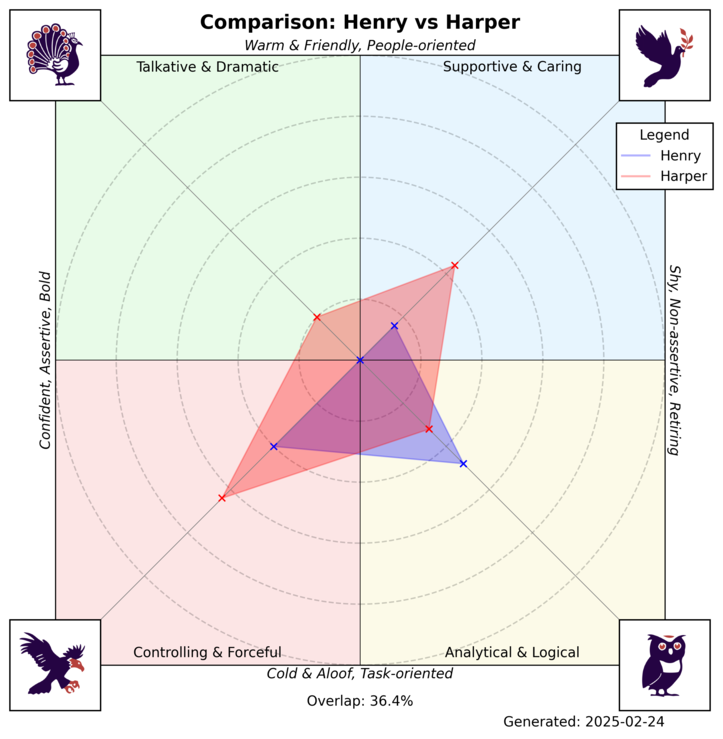 Comparison: Henry vs Harper
Warm & Friendly, People-oriented
Talkative & Dramatic
Supportive & Caring
Legend
Henry
Harper
Confident, Assertive, Bold
Shy, Non-assertive, Retiring
Controlling & Forceful
Analytical & Logical
Cold & Aloof, Task-oriented
Overlap: 36.4%
Generated: 2025-02-24